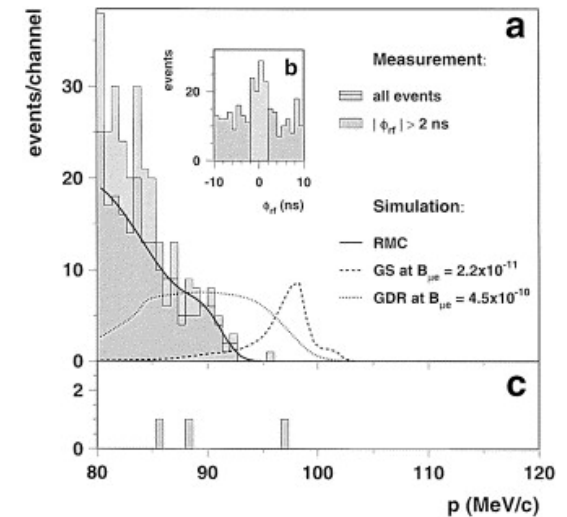 a
events/channel
30
20
10
0
b
events
20
0
-10 0 10
ϕrf (ns)
Measurement:
all events
| ϕrf | > 2 ns
Simulation:
RMC
GS at Bμe = 2.2x10⁻¹¹
GDR at Bμe = 4.5x10⁻¹⁰
c
2
0
80 90 100 110 120
p (MeV/c)